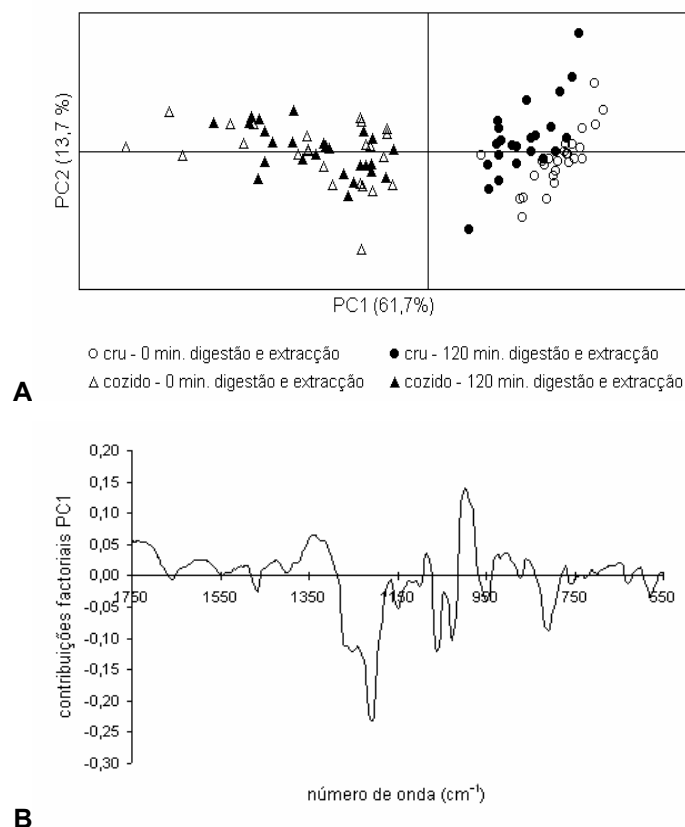 PC2 (13,7 %)
PC1 (61,7%)
○ cru - 0 min. digestão e extracção ● cru - 120 min. digestão e extracção
△ cozido - 0 min. digestão e extracção ▲ cozido - 120 min. digestão e extracção
A
contribuições factoriais PC1
0,20
0,15
0,10
0,05
0,00
-0,05
-0,10
-0,15
-0,20
-0,25
-0,30
1750 1550 1350 1150 950 750 550
número de onda (cm⁻¹)
B